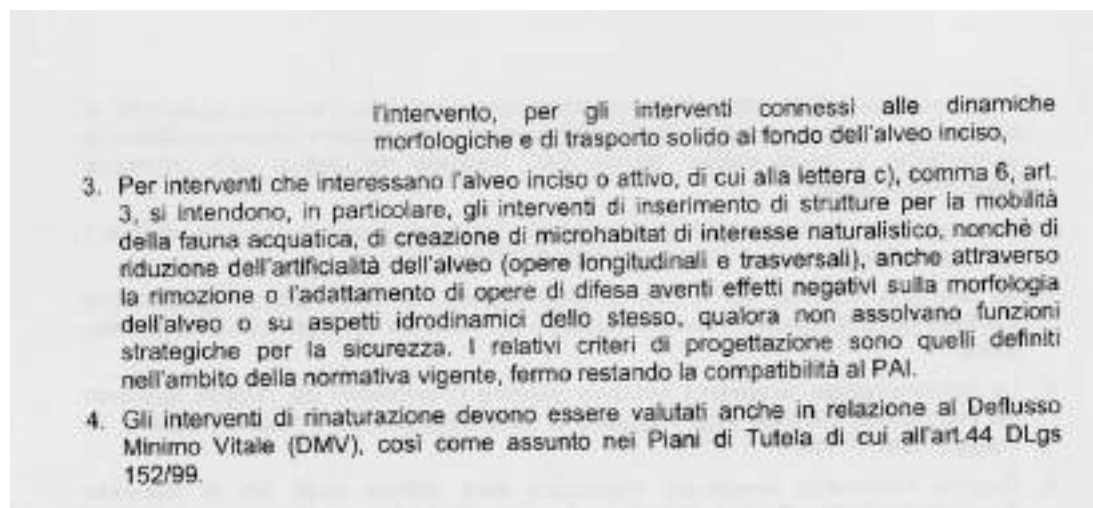 l'intervento, per gli interventi connessi alle dinamiche
morfologiche e di trasporto solido al fondo dell'alveo inciso,
3. Per interventi che interessano l'alveo inciso o attivo, di cui alla lettera c), comma 6, art.
3, si intendono, in particolare, gli interventi di inserimento di strutture per la mobilità
della fauna acquatica, di creazione di microhabitat di interesse naturalistico, nonché di
riduzione dell'artificialità dell'alveo (opere longitudinali e trasversali), anche attraverso
la rimozione o l'adattamento di opere di difesa aventi effetti negativi sulla morfologia
dell'alveo o su aspetti idrodinamici dello stesso, qualora non assolvano funzioni
strategiche per la sicurezza. I relativi criteri di progettazione sono quelli definiti
nell'ambito della normativa vigente, fermo restando la compatibilità al PAI.
4. Gli interventi di rinaturazione devono essere valutati anche in relazione al Deflusso
Minimo Vitale (DMV), così come assunto nei Piani di Tutela di cui all'art.44 DLgs
152/99.